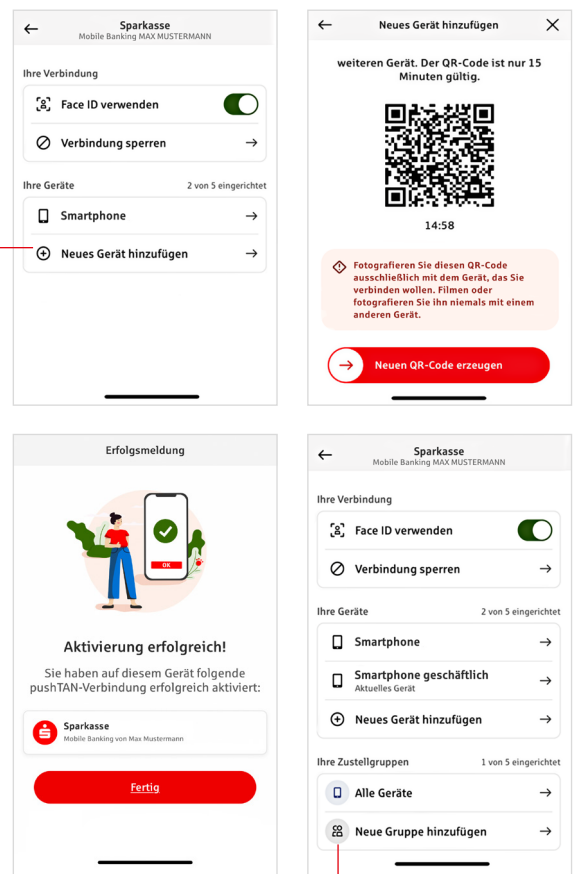 Sparkasse
Mobile Banking MAX MUSTERMANN
Ihre Verbindung
Face ID verwenden
Verbindung sperren
Ihre Geräte 2 von 5 eingerichtet
Smartphone
Neues Gerät hinzufügen
Neues Gerät hinzufügen
weiteren Gerät. Der QR-Code ist nur 15
Minuten gültig.
14:58
Fotografieren Sie diesen QR-Code
ausschließlich mit dem Gerät, das Sie
verbinden wollen. Filmen oder
fotografieren Sie ihn niemals mit einem
anderen Gerät.
Neuen QR-Code erzeugen
Erfolgsmeldung
OK
Aktivierung erfolgreich!
Sie haben auf diesem Gerät folgende
pushTAN-Verbindung erfolgreich aktiviert:
Sparkasse
Mobile Banking von Max Mustermann
Fertig
Sparkasse
Mobile Banking MAX MUSTERMANN
Ihre Verbindung
Face ID verwenden
Verbindung sperren
Ihre Geräte 2 von 5 eingerichtet
Smartphone
Smartphone geschäftlich
Aktuelles Gerät
Neues Gerät hinzufügen
Ihre Zustellgruppen 1 von 5 eingerichtet
Alle Geräte
Neue Gruppe hinzufügen